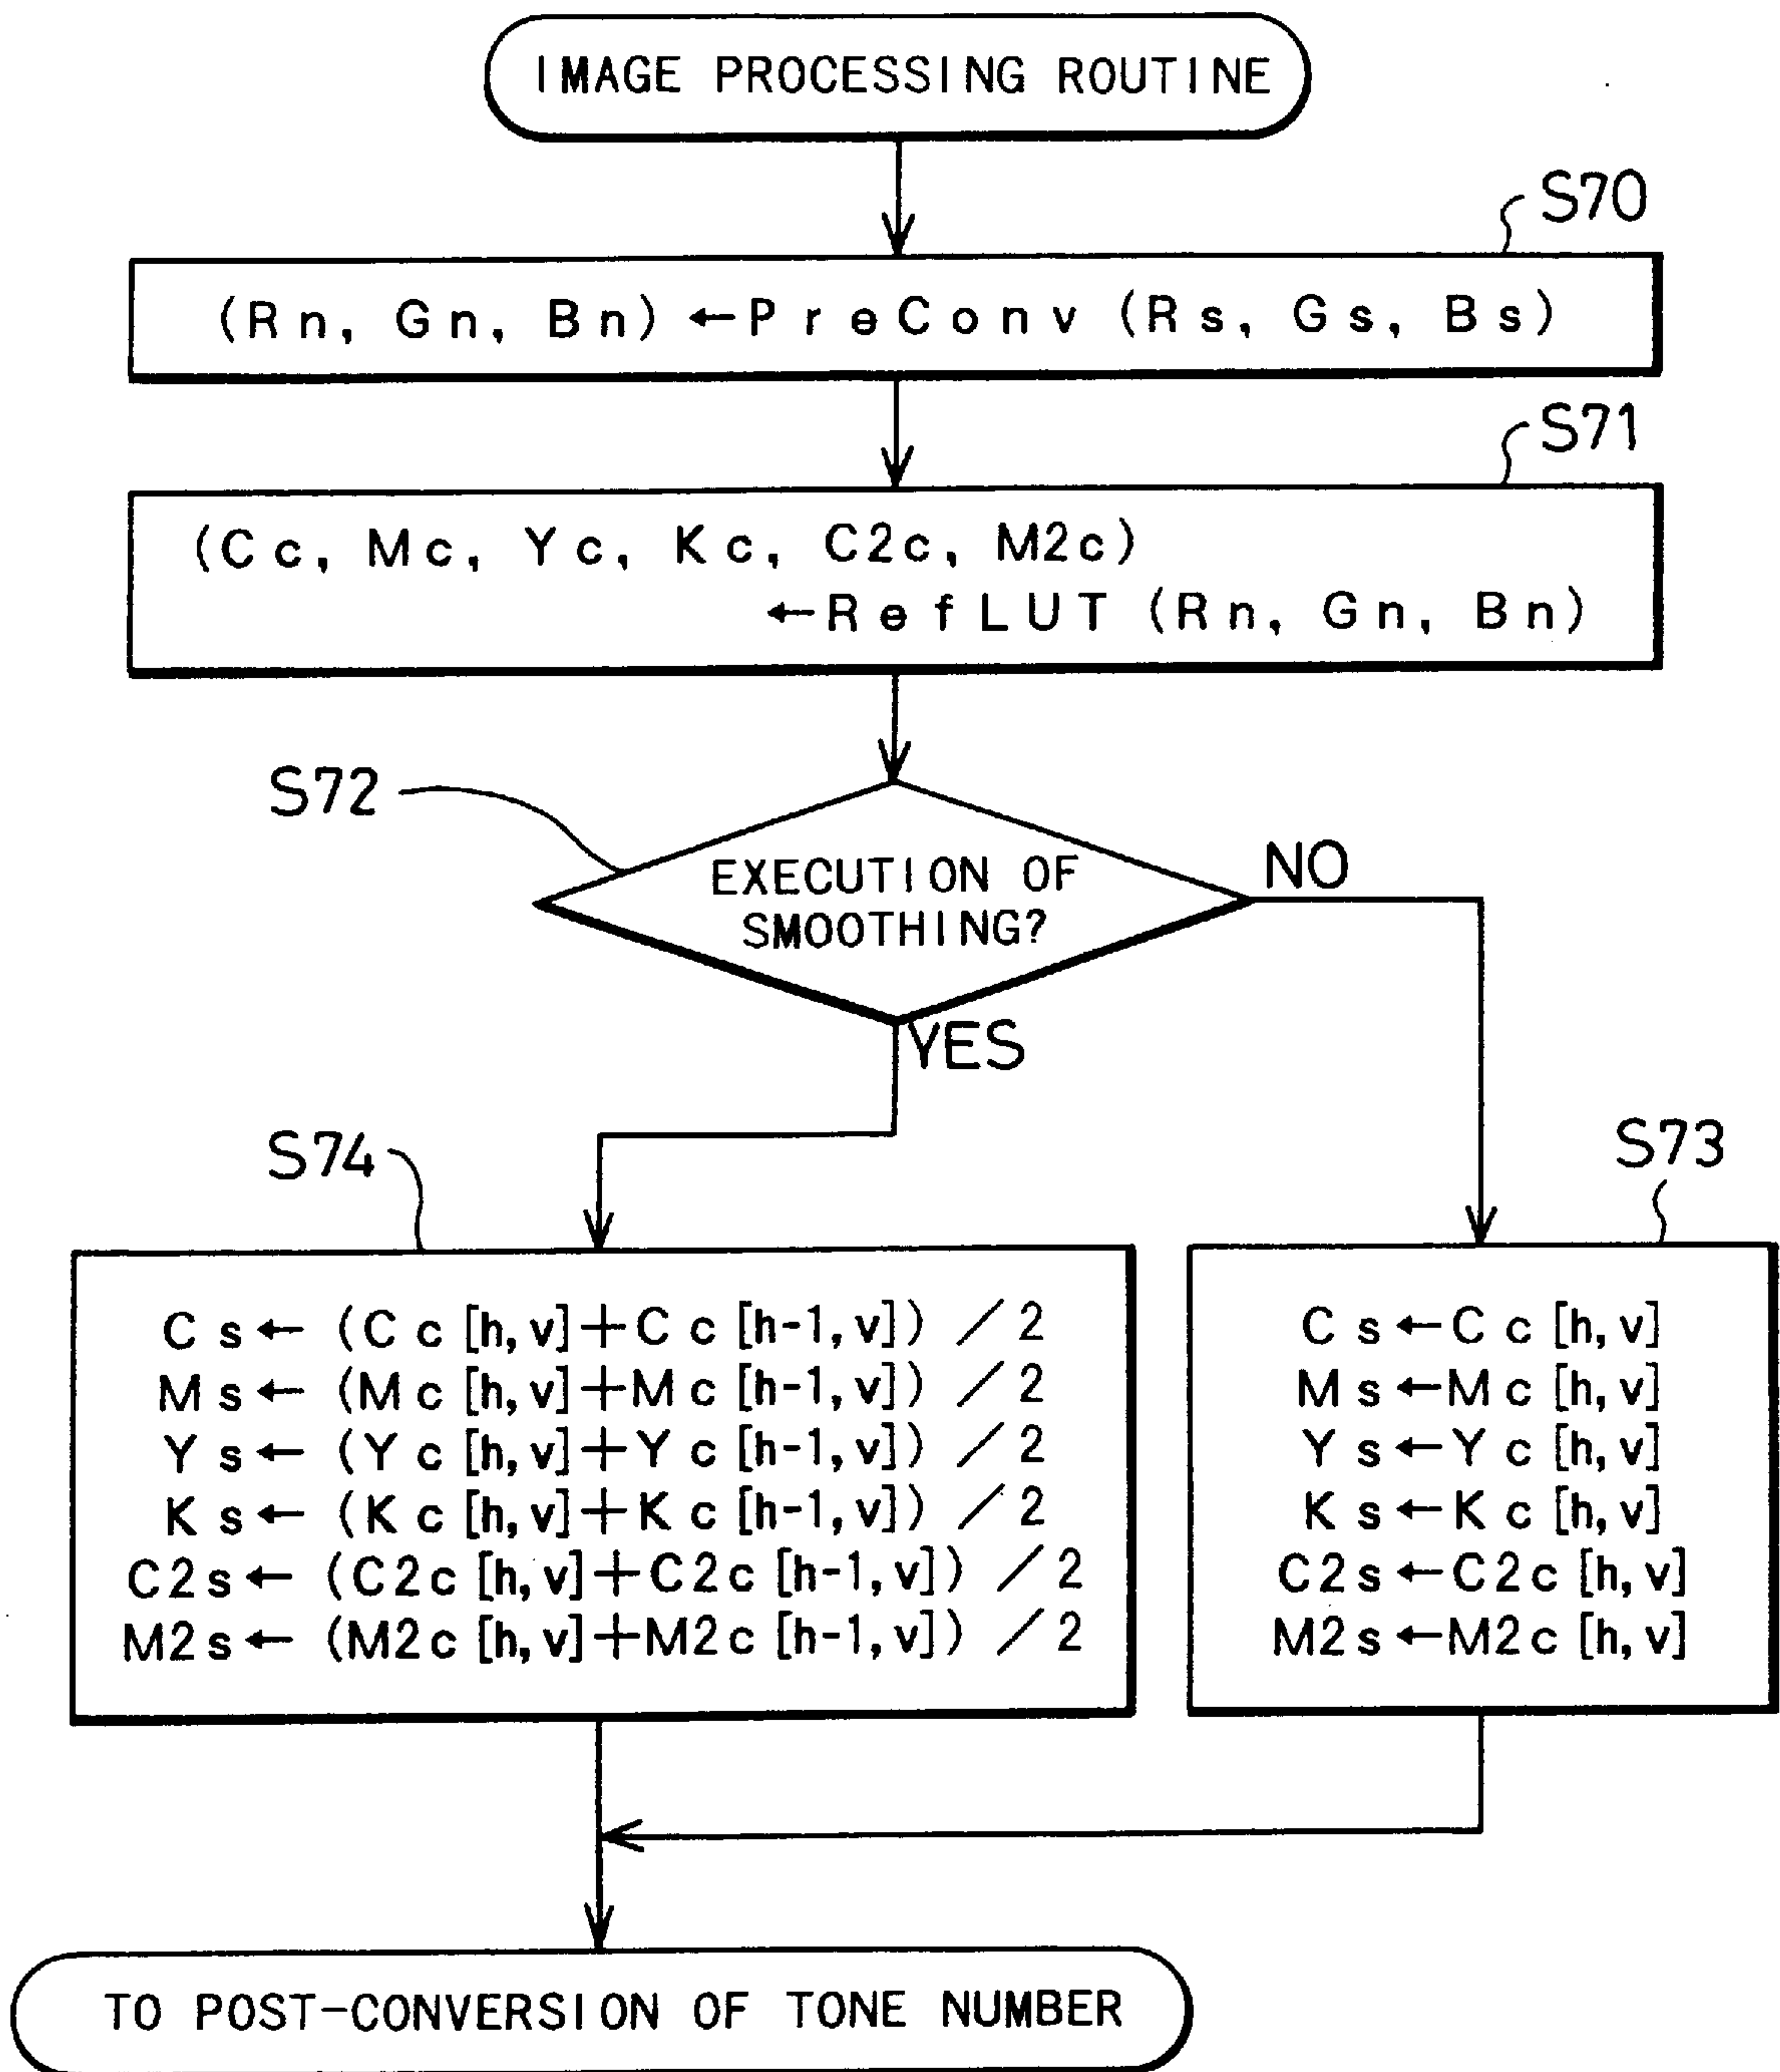 IMAGE PROCESSING ROUTINE
S70
(Rn, Gn, Bn) ←PreConv (Rs, Gs, Bs)
S71
(Cc, Mc, Yc, Kc, C2c, M2c)
←RefLUT (Rn, Gn, Bn)
S72
EXECUTION OF
SMOOTHING?
NO
YES
S74
Cs← (Cc[h,v]+Cc[h-1,v]) /2
Ms← (Mc[h,v]+Mc[h-1,v]) /2
Ys← (Yc[h,v]+Yc[h-1,v]) /2
Ks← (Kc[h,v]+Kc[h-1,v]) /2
C2s← (C2c[h,v]+C2c[h-1,v]) /2
M2s← (M2c[h,v]+M2c[h-1,v]) /2
S73
Cs←Cc[h,v]
Ms←Mc[h,v]
Ys←Yc[h,v]
Ks←Kc[h,v]
C2s←C2c[h,v]
M2s←M2c[h,v]
TO POST-CONVERSION OF TONE NUMBER